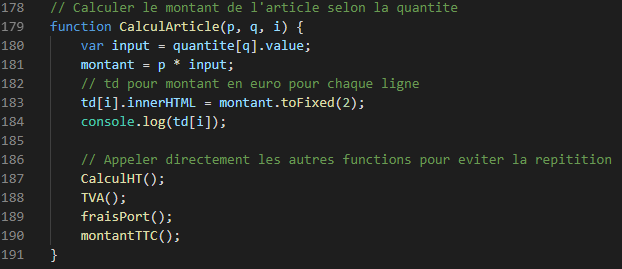 178 // Calculer le montant de l'article selon la quantite
179 function CalculArticle(p, q, i) {
180 var input = quantite[q].value;
181 montant = p * input;
182 // td pour montant en euro pour chaque ligne
183 td[i].innerHTML = montant.toFixed(2);
184 console.log(td[i]);
185
186 // Appeler directement les autres functions pour eviter la repitition
187 CalculHT();
188 TVA();
189 fraisPort();
190 montantTTC();
191 }